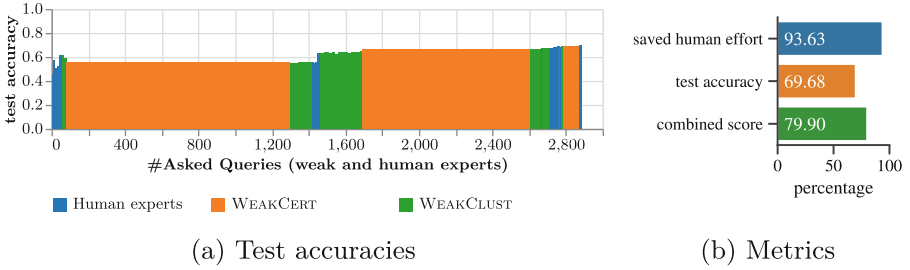 test accuracy
1.0
0.8
0.6
0.4
0.2
0.0
0 400 800 1,200 1,600 2,000 2,400 2,800
#Asked Queries (weak and human experts)
Human experts WEAKCERT WEAKCLUST
(a) Test accuracies
saved human effort 93.63
test accuracy 69.68
combined score 79.90
0 50 100
percentage
(b) Metrics